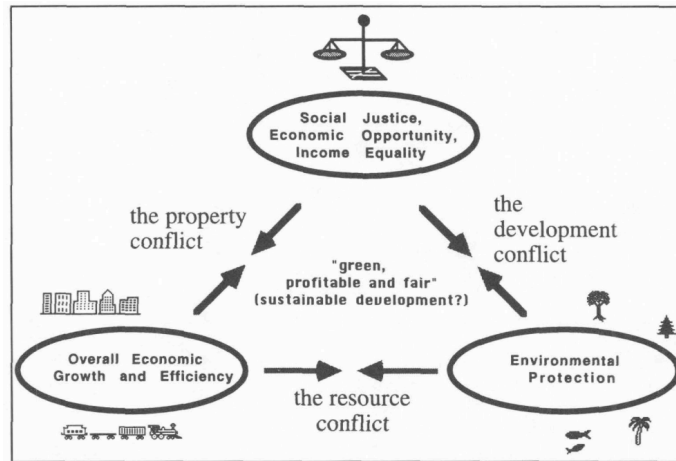 Social Justice,
Economic Opportunity,
Income Equality
the property
conflict
the
development
conflict
"green,
profitable and fair"
(sustainable development?)
Overall Economic
Growth and Efficiency
Environmental
Protection
the resource
conflict